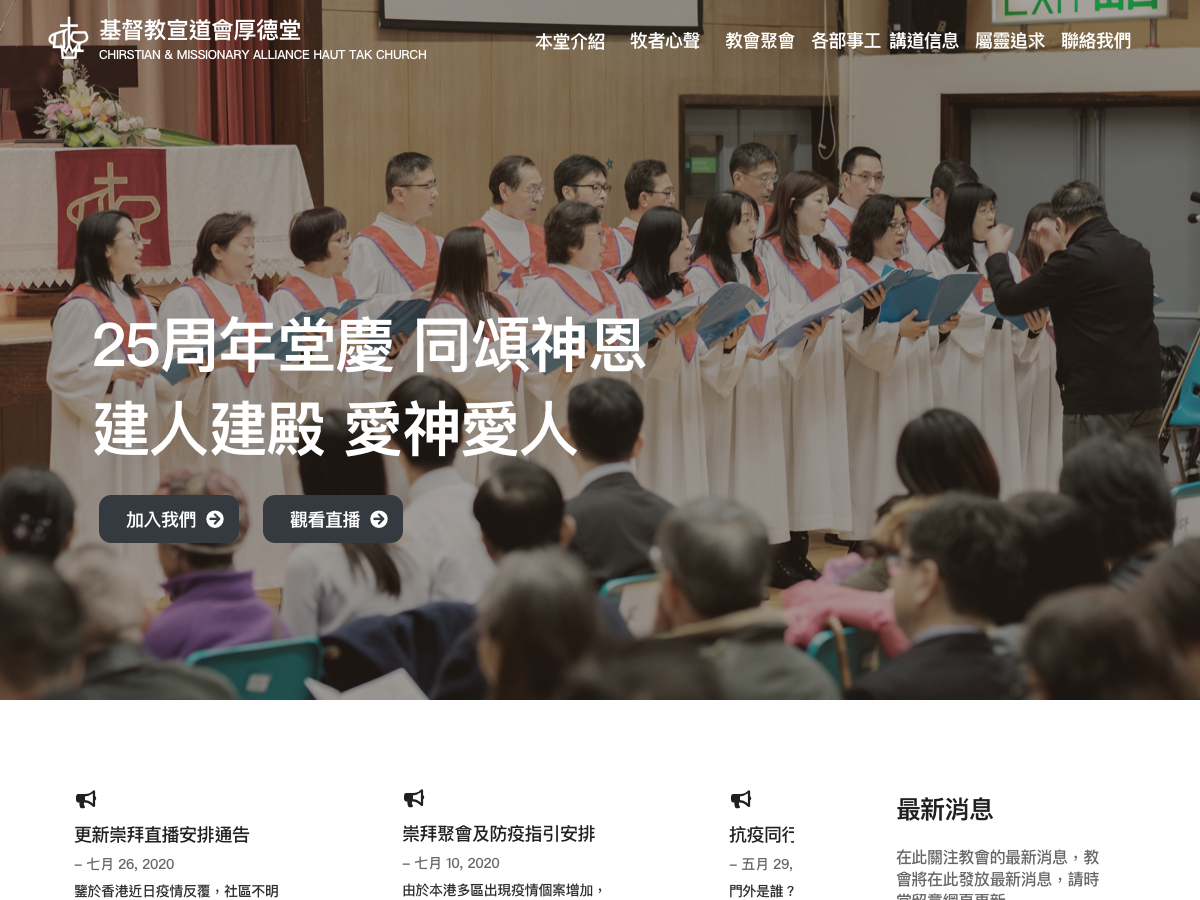 基督教宣道會厚德堂
CHIRSTIAN & MISSIONARY ALLIANCE HAUT TAK CHURCH
本堂介紹 牧者心聲 教會聚會 各部事工 講道信息 屬靈追求 聯絡我們
25周年堂慶 同頌神恩
建人建殿 愛神愛人
加入我們
觀看直播
更新崇拜直播安排通告
– 七月 26, 2020
鑒於香港近日疫情反覆，社區不明
崇拜聚會及防疫指引安排
– 七月 10, 2020
由於本港多區出現疫情個案增加，
抗疫同行
– 五月 29,
門外是誰？
最新消息
在此關注教會的最新消息，教
會將在此發放最新消息，請時